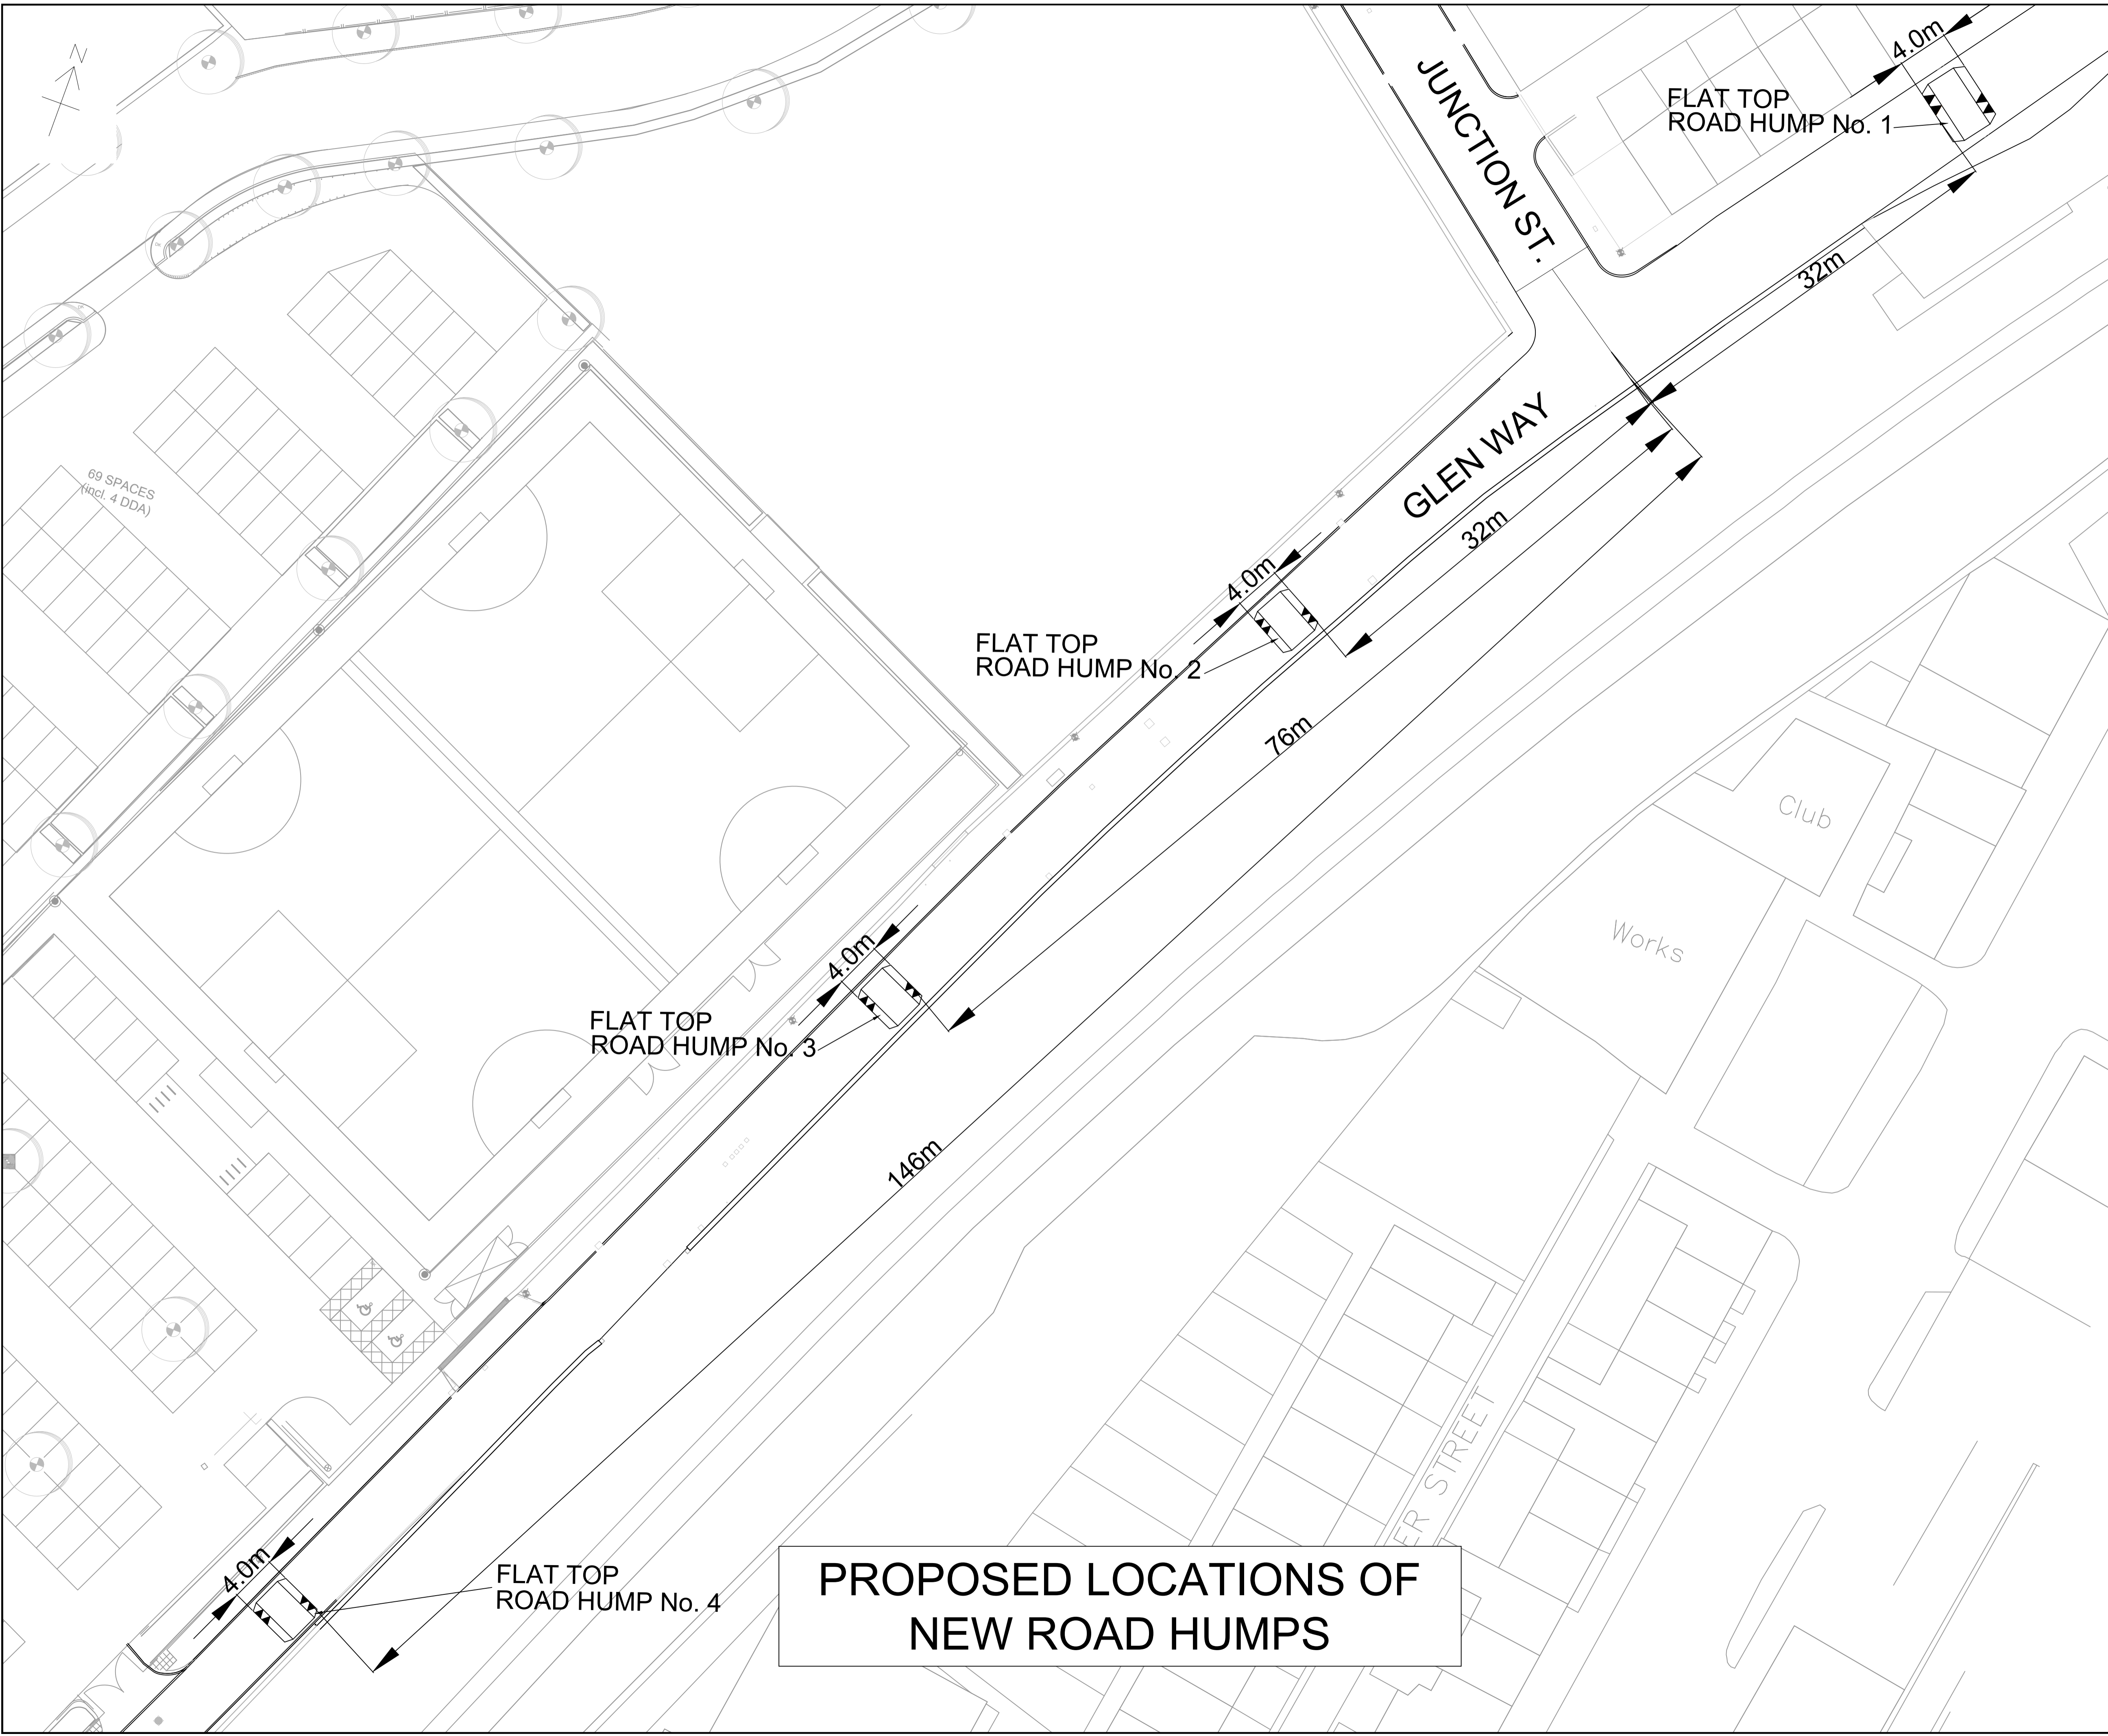 N
4.0m
FLAT TOP
ROAD HUMP No. 1
JUNCTION ST.
32m
GLEN WAY
69 SPACES
(incl. 4 DDA)
32m
4.0m
FLAT TOP
ROAD HUMP No. 2
76m
Club
Works
4.0m
FLAT TOP
ROAD HUMP No. 3
146m
ER STREET
4.0m
FLAT TOP
ROAD HUMP No. 4
PROPOSED LOCATIONS OF
NEW ROAD HUMPS